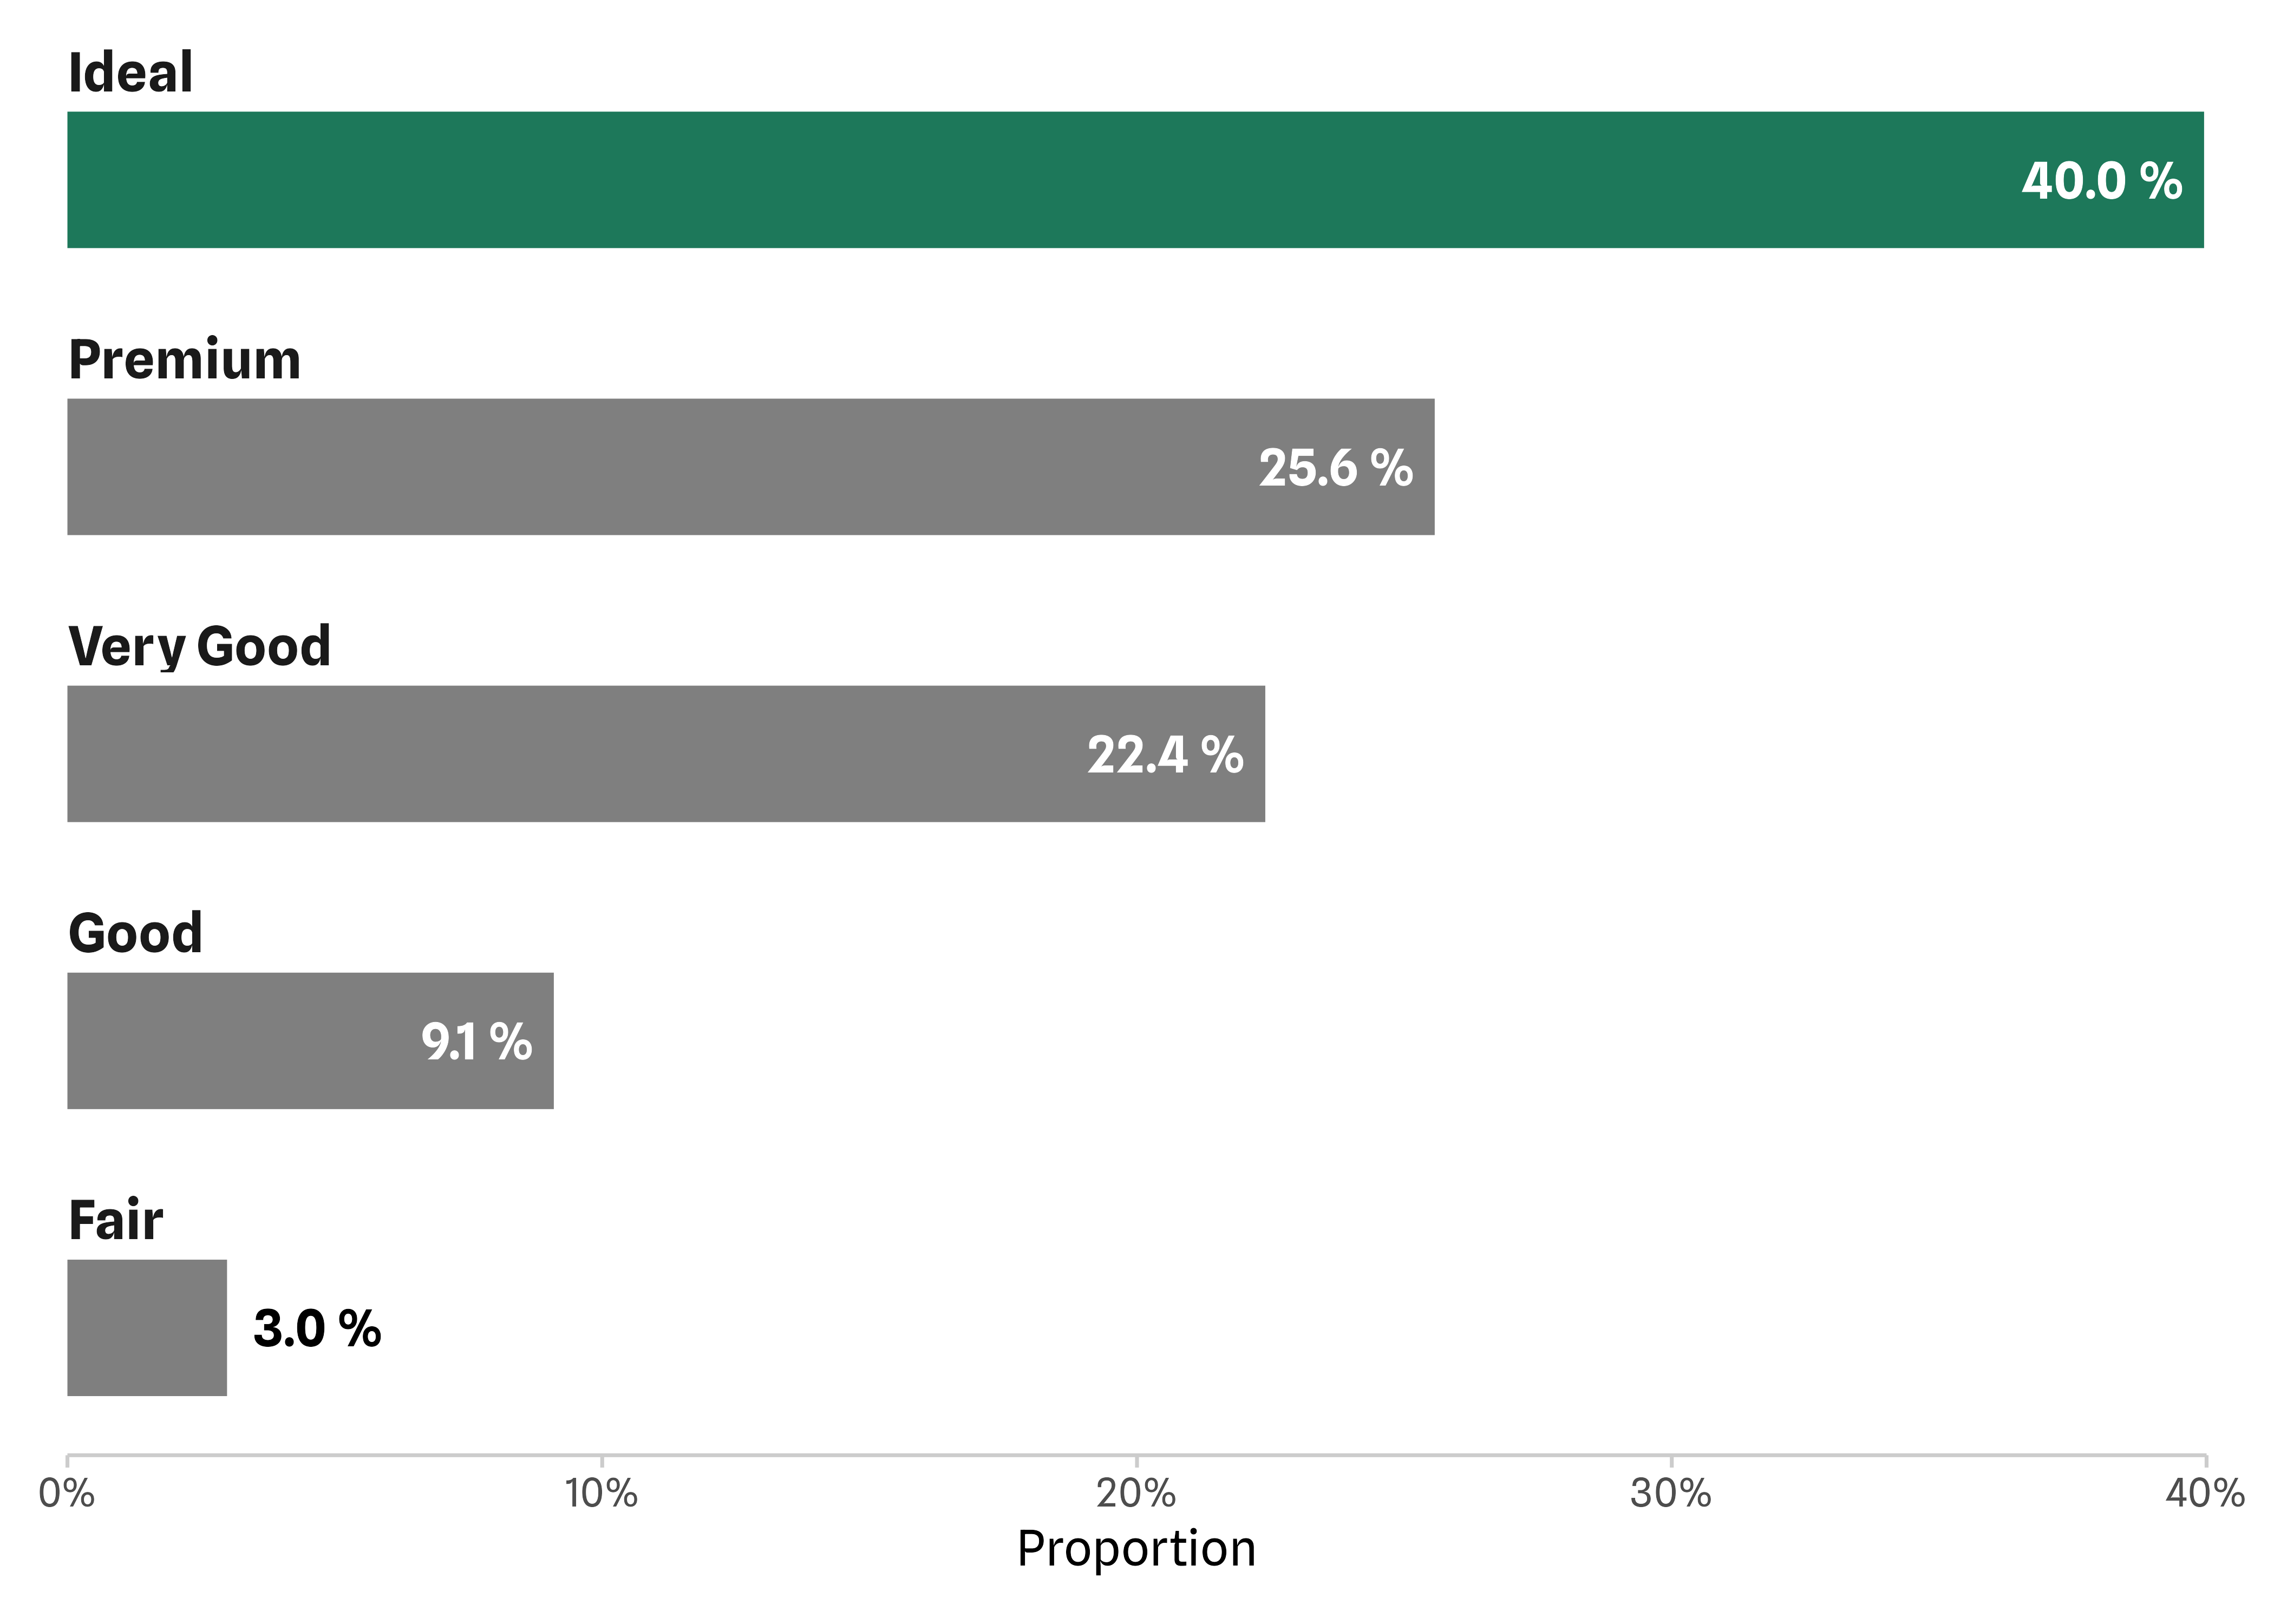 Ideal
40.0 %
Premium
25.6 %
Very Good
22.4 %
Good
9.1 %
Fair
3.0 %
0% 10% 20% 30% 40%
Proportion